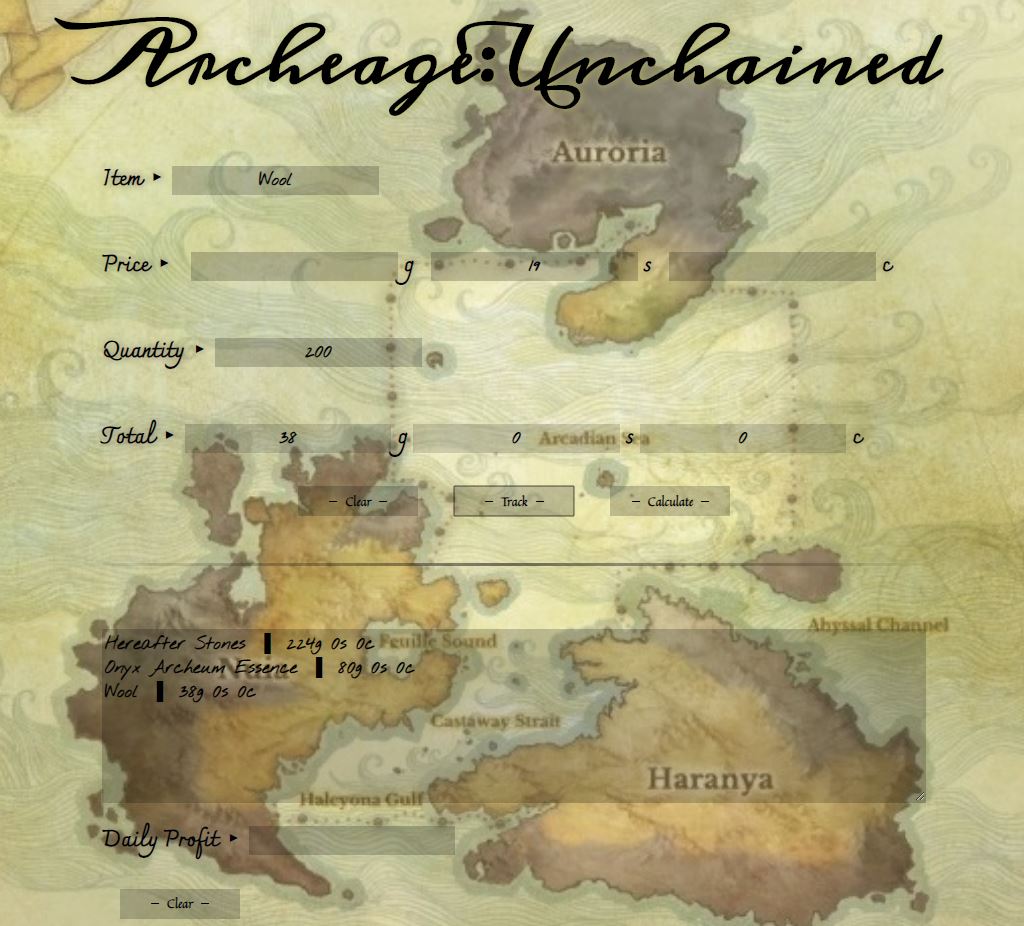 Archeage:Unchained
Auroria
Item ▸ Wool
Price ▸ g 19 s c
Quantity ▸ 200
Total ▸ 38 g 0 Arcadian Sea s 0 c
– Clear – – Track – – Calculate –
Abyssal Channel
Hereafter Stones ▌ 224g 0s 0c Feuille Sound
Onyx Archeum Essence ▌ 80g 0s 0c
Nuia
Wool ▌ 38g 0s 0c
Castaway Strait
Haranya
Halcyona Gulf
Daily Profit ▸
– Clear –